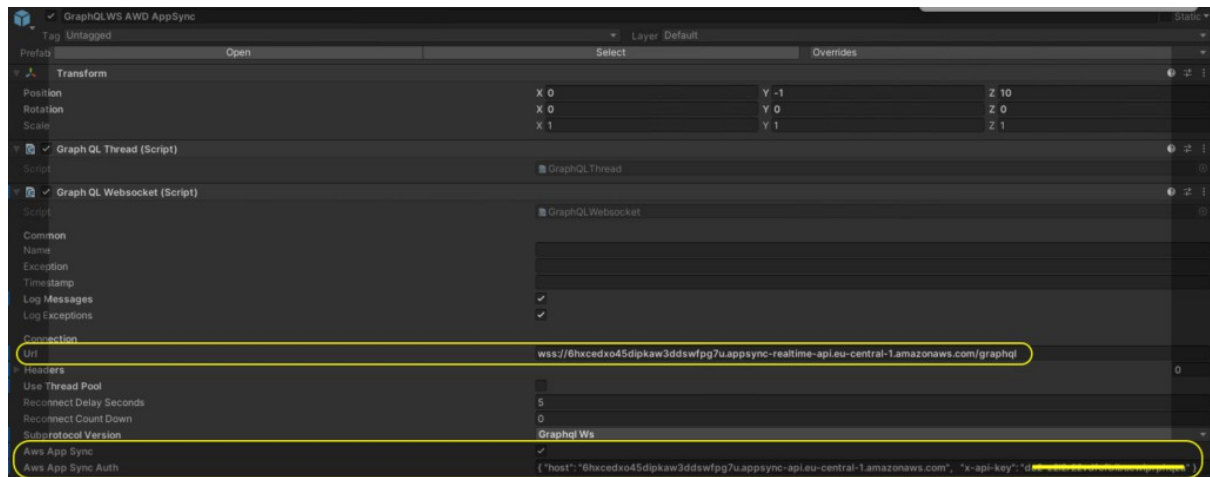 GraphQLWS AWD AppSync Static
Tag Untagged Layer Default
Prefab Open Select Overrides
Transform
Position X 0 Y -1 Z 10
Rotation X 0 Y 0 Z 0
Scale X 1 Y 1 Z 1
Graph QL Thread (Script)
Script GraphQLThread
Graph QL Websocket (Script)
Script GraphQLWebsocket
Common
Name
Exception
Timestamp
Log Messages
Log Exceptions
Connection
Url wss://6hxcedxo45dipkaw3ddswfpg7u.appsync-realtime-api.eu-central-1.amazonaws.com/graphql
Headers 0
Use Thread Pool
Reconnect Delay Seconds 5
Reconnect Count Down 0
Subprotocol Version Graphql Ws
Aws App Sync
Aws App Sync Auth {"host":"6hxcedxo45dipkaw3ddswfpg7u.appsync-api.eu-central-1.amazonaws.com", "x-api-key":"